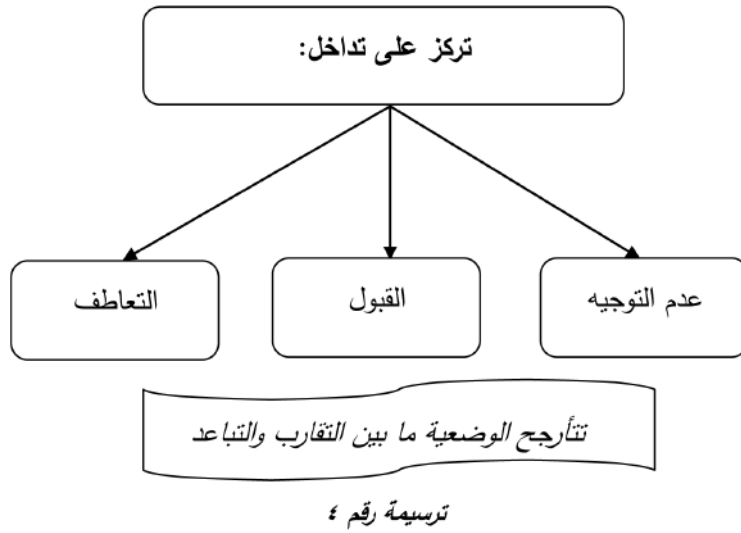 تركز على تداخل:
عدم التوجيه
القبول
التعاطف
تتأرجح الوضعية ما بين التقارب والتباعد
ترسيمة رقم ٤